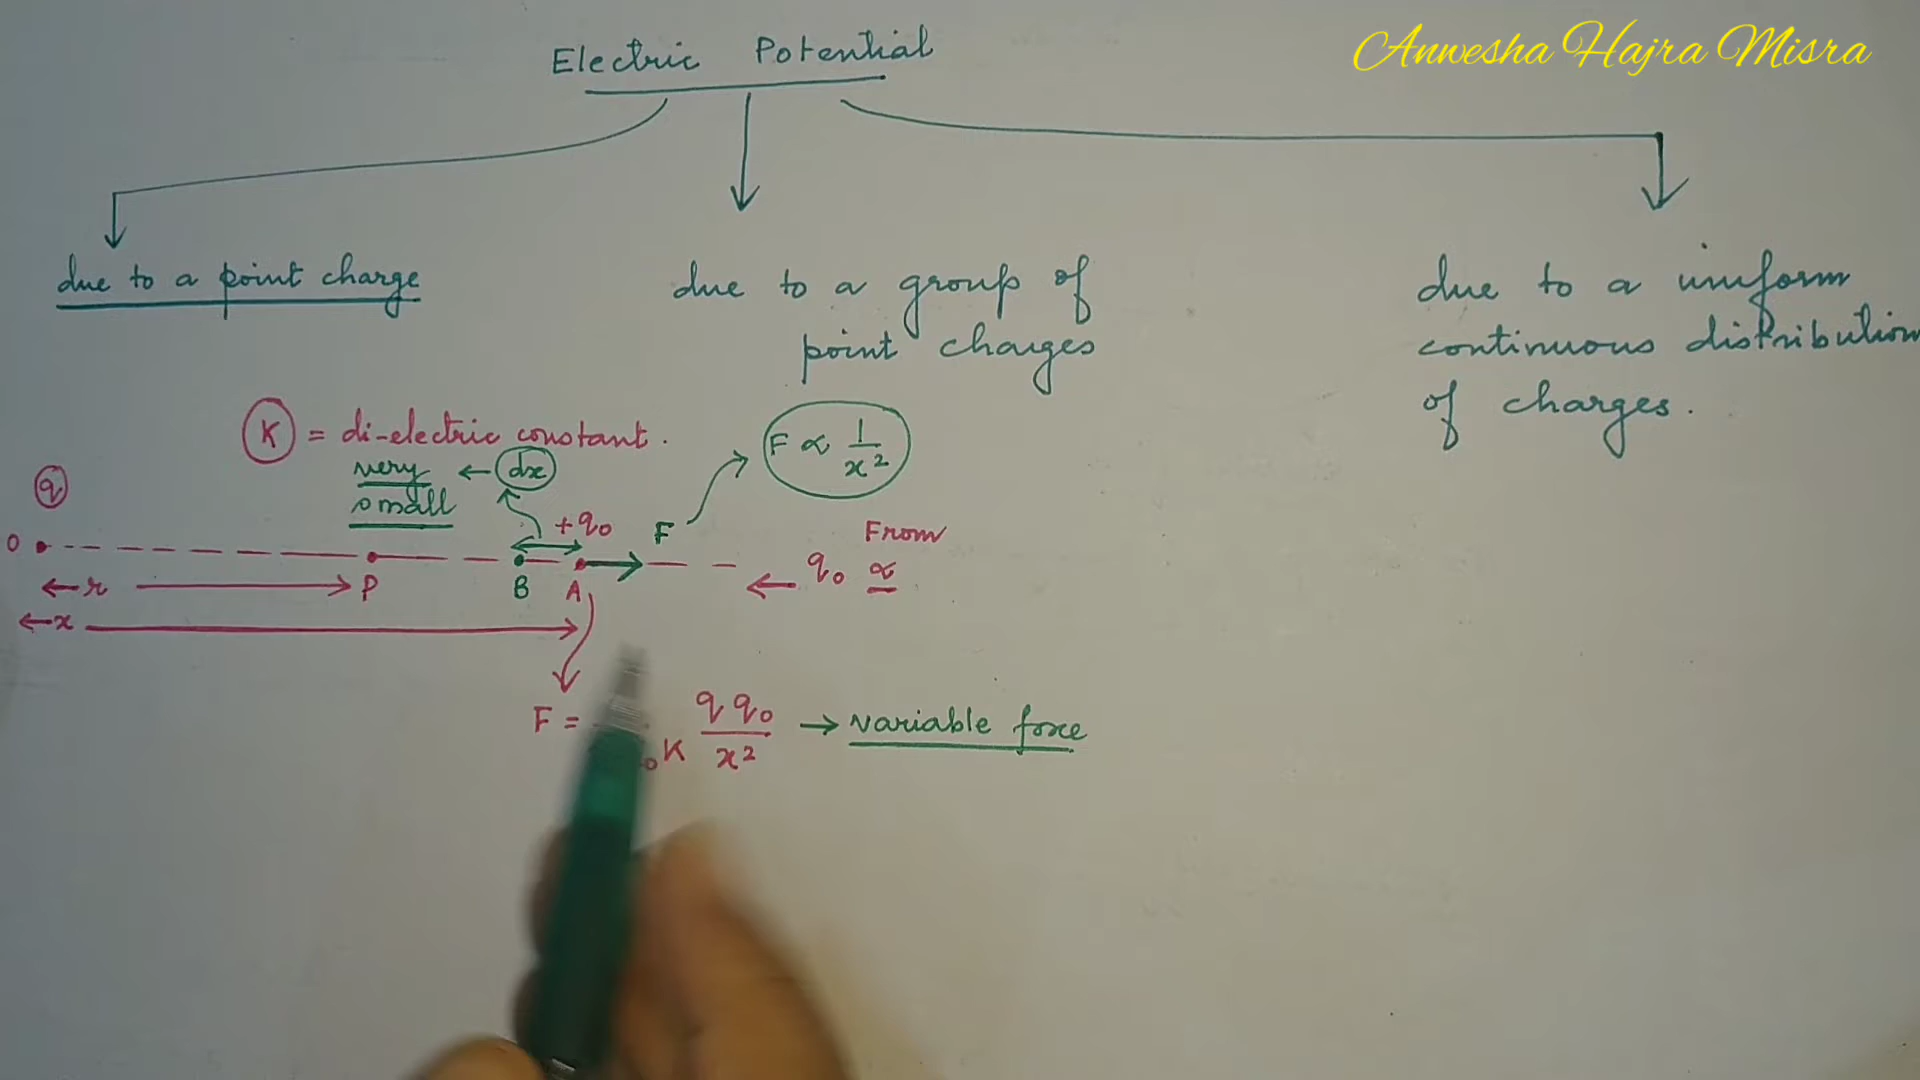 Anwesha Hajra Misra
Electric Potential
due to a point charge
due to a group of
point charges
due to a uniform
continuous distribution
of charges.
K = di-electric constant.
very ← dx
small
F ∝ 1/x²
q
+q₀
F
From
O
q₀ ∝
← r → P
B
A
← x →
F = K qq₀/x² → variable force